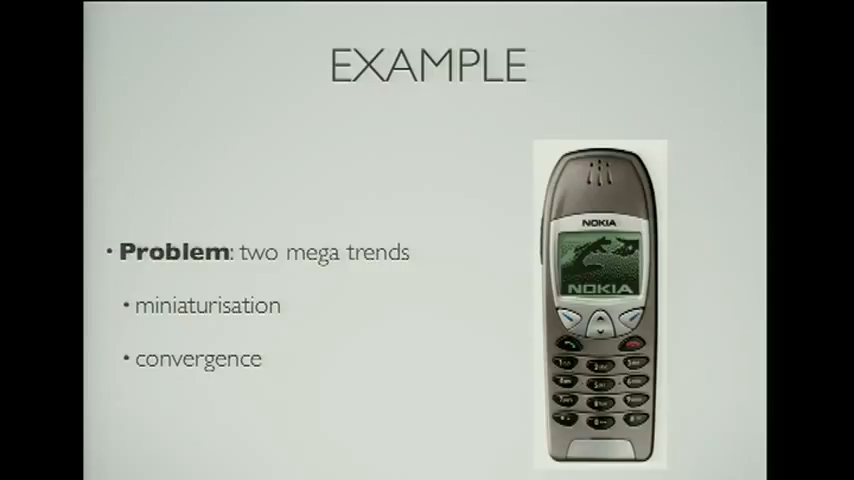 EXAMPLE
• Problem: two mega trends
• miniaturisation
• convergence
NOKIA
NOKIA